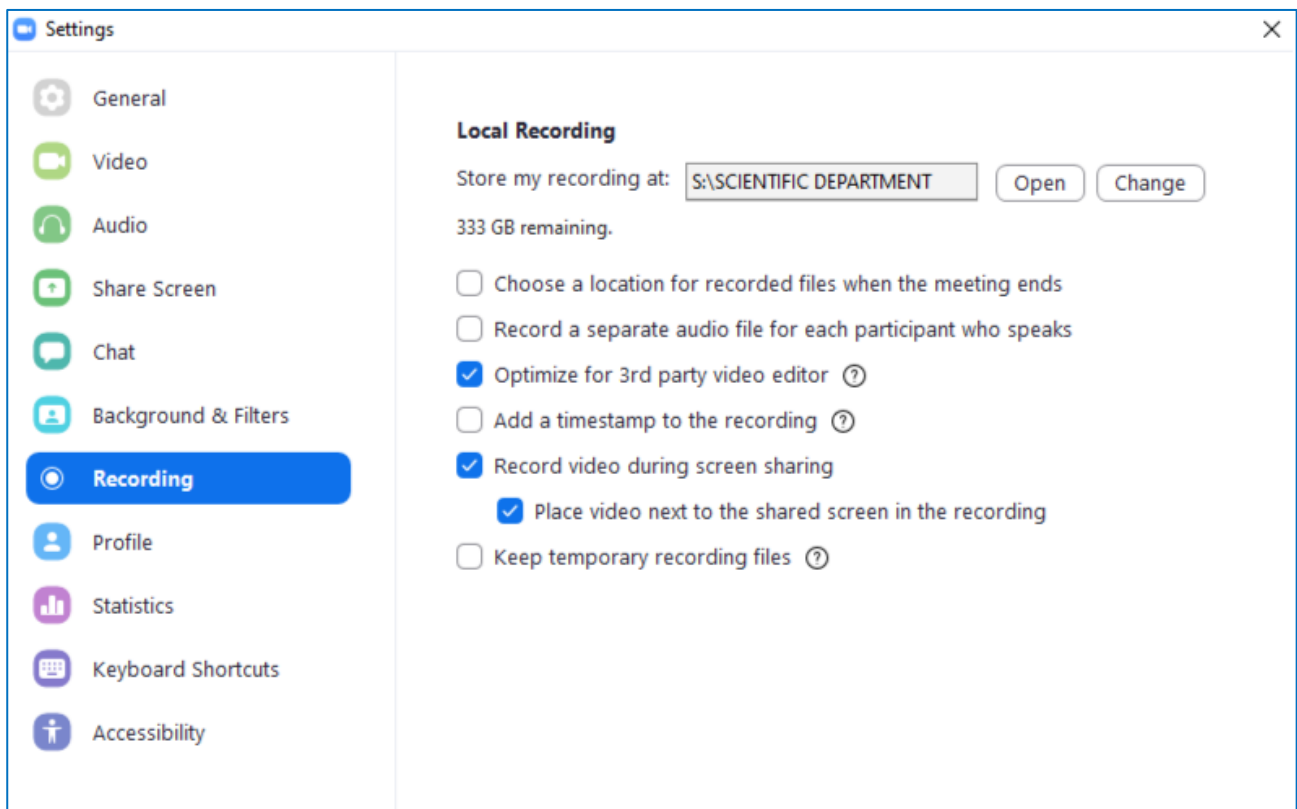 Settings
General
Video
Audio
Share Screen
Chat
Background & Filters
Recording
Profile
Statistics
Keyboard Shortcuts
Accessibility
Local Recording
Store my recording at: S:\SCIENTIFIC DEPARTMENT Open Change
333 GB remaining.
Choose a location for recorded files when the meeting ends
Record a separate audio file for each participant who speaks
Optimize for 3rd party video editor ?
Add a timestamp to the recording ?
Record video during screen sharing
Place video next to the shared screen in the recording
Keep temporary recording files ?